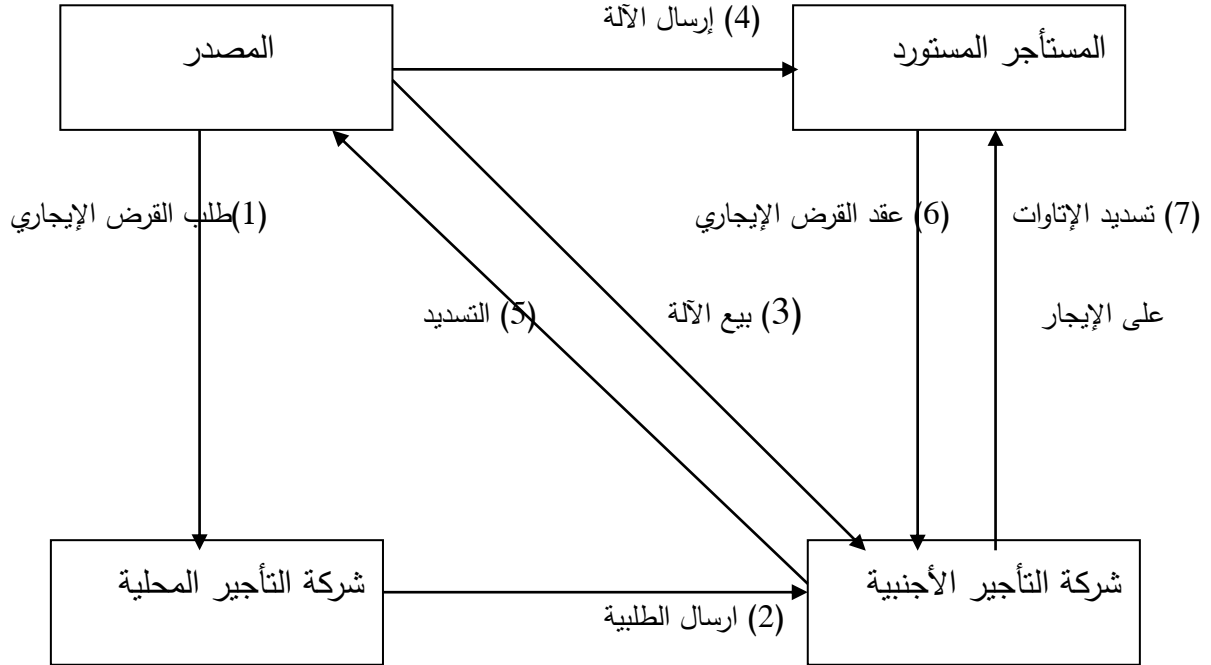 (4) إرسال الآلة
المستأجر المستورد
المصدر
(1)طلب القرض الإيجاري
(6) عقد القرض الإيجاري
(7) تسديد الإتاوات
على الإيجار
(3) بيع الآلة
(5) التسديد
شركة التأجير المحلية
شركة التأجير الأجنبية
(2) ارسال الطلبية